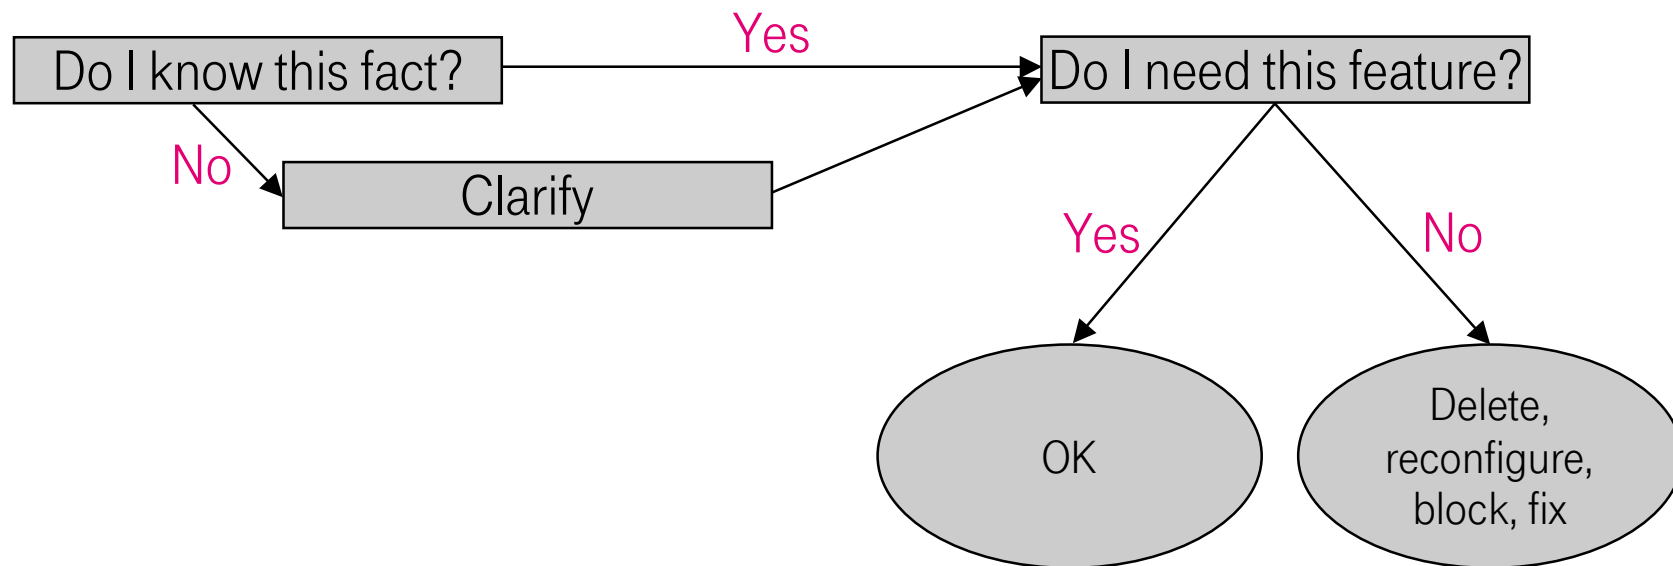 Yes
Do I know this fact?
Do I need this feature?
No
Clarify
Yes
No
Delete,
reconfigure,
block, fix
OK